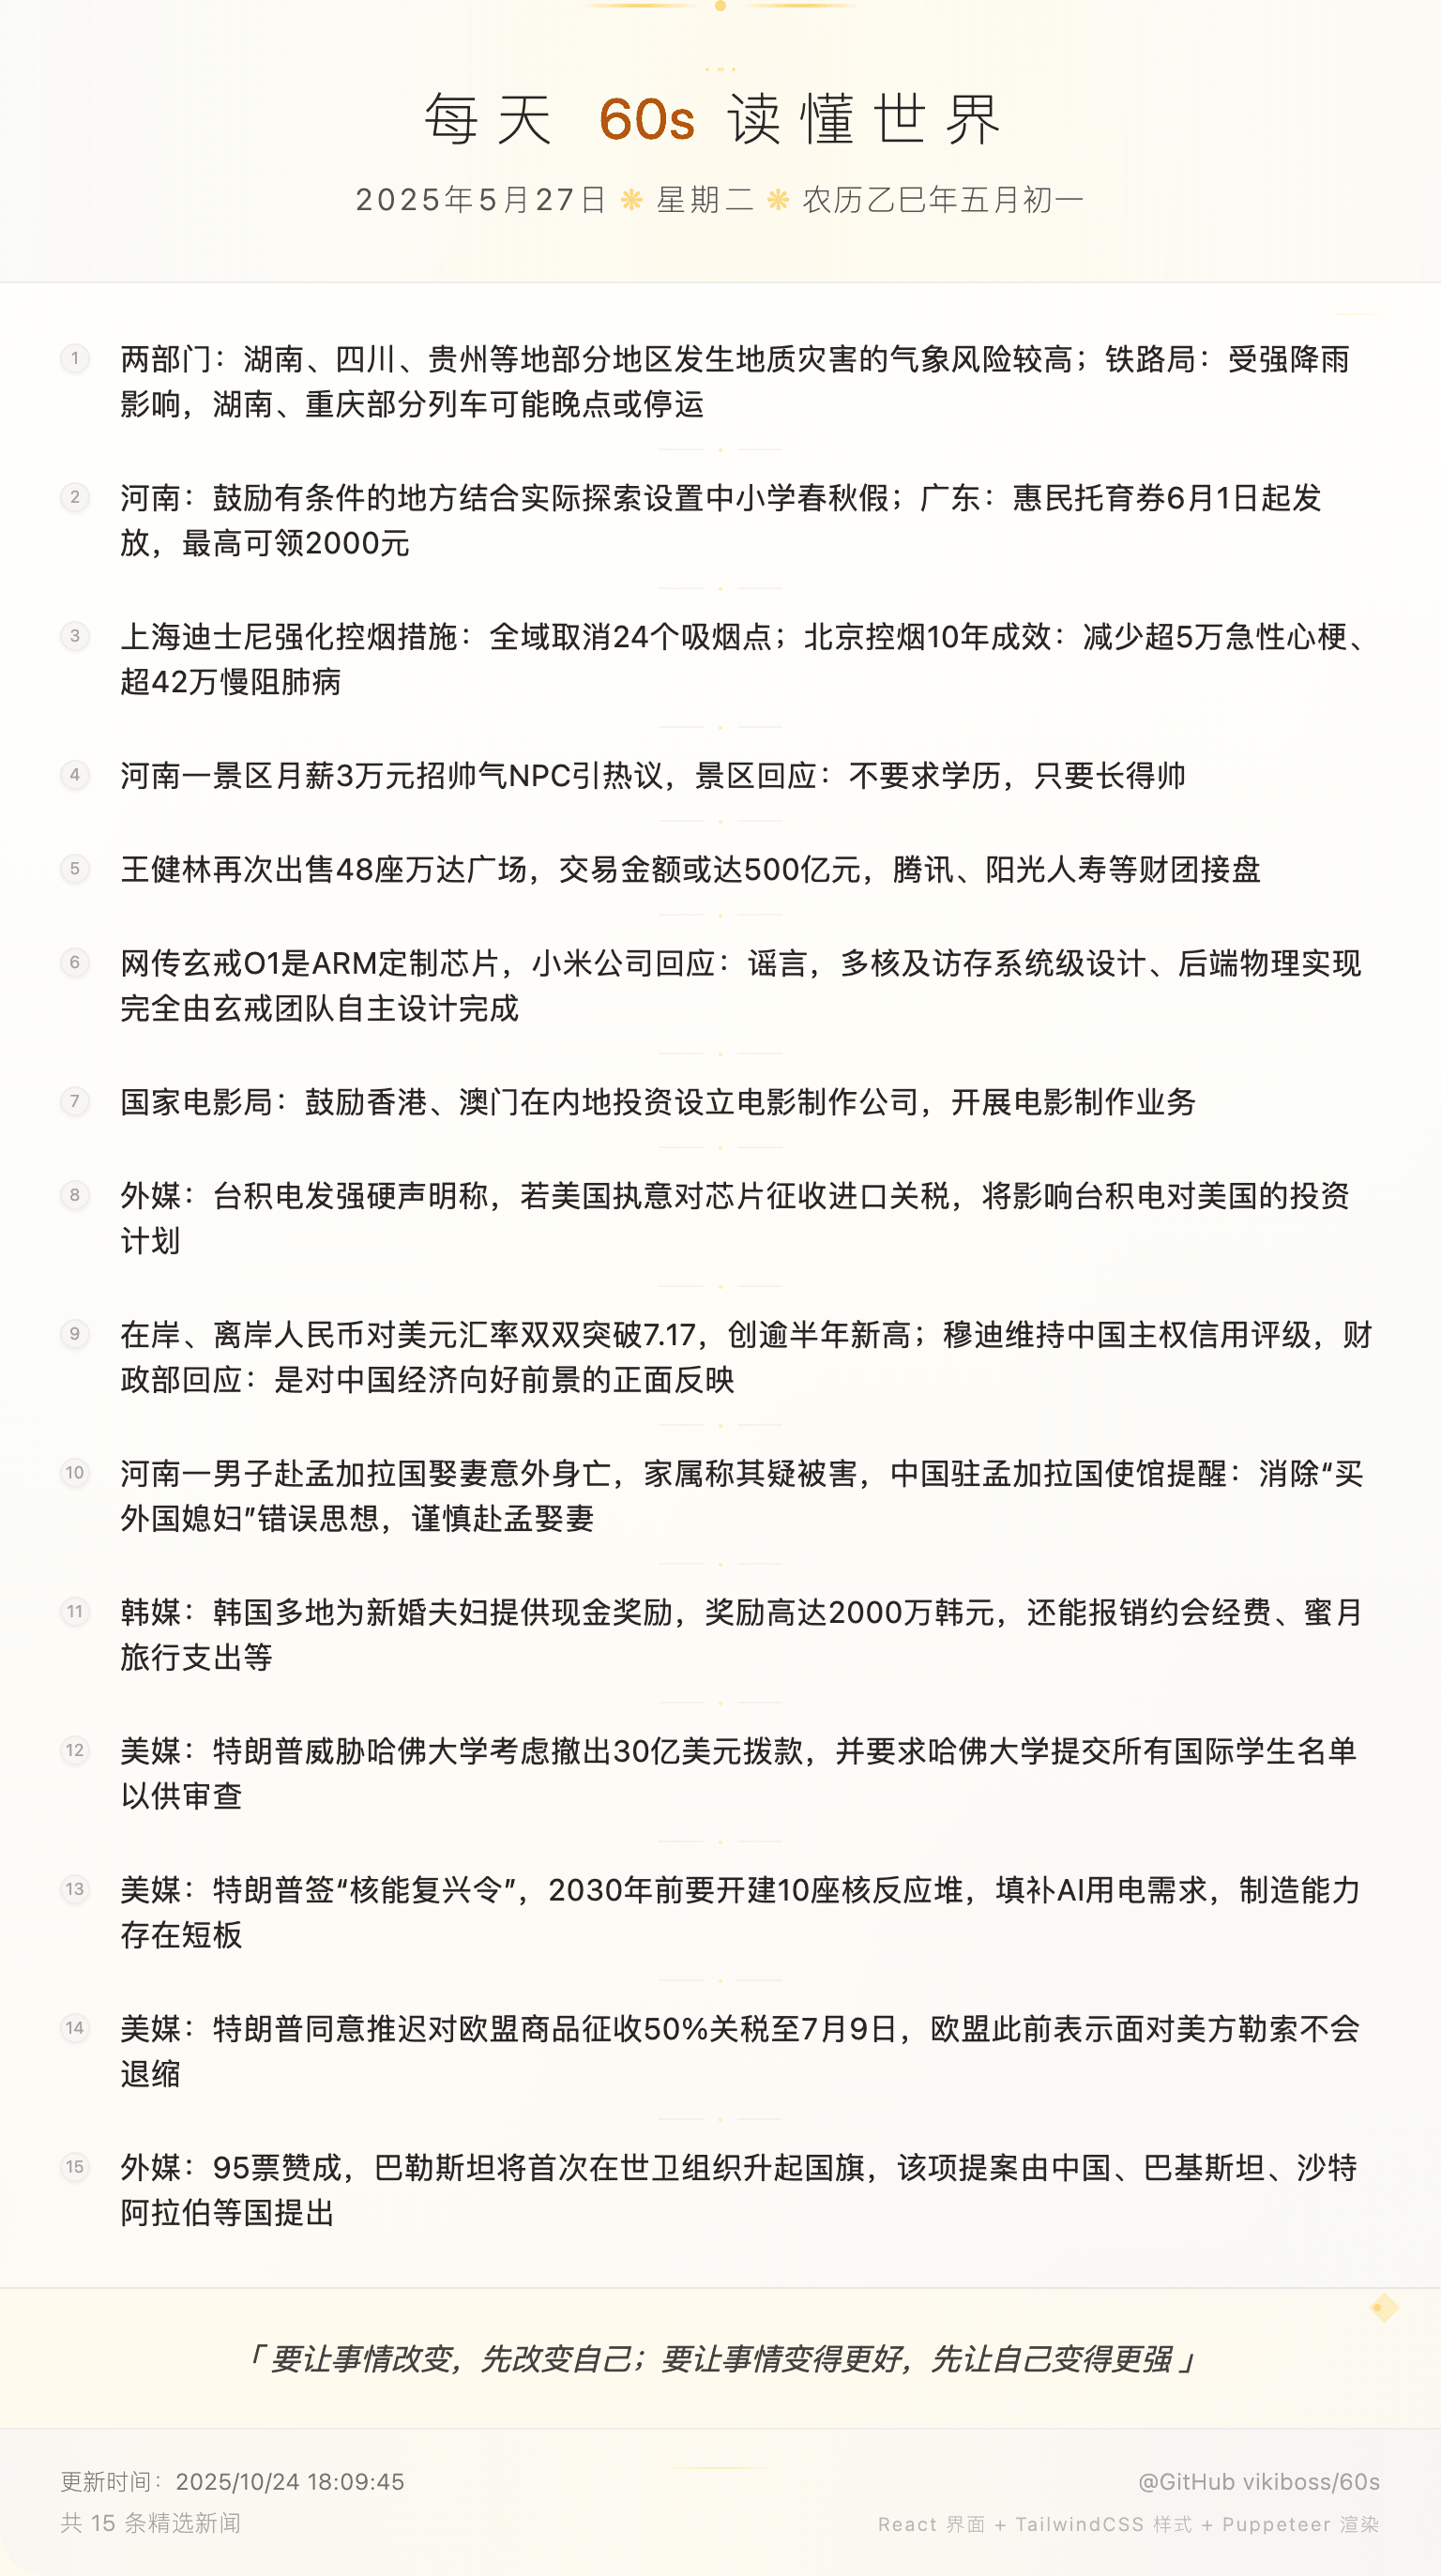 每天 60s 读懂世界
2025年5月27日 ❋ 星期二 ❋ 农历乙巳年五月初一
1 两部门：湖南、四川、贵州等地部分地区发生地质灾害的气象风险较高；铁路局：受强降雨
影响，湖南、重庆部分列车可能晚点或停运
2 河南：鼓励有条件的地方结合实际探索设置中小学春秋假；广东：惠民托育券6月1日起发
放，最高可领2000元
3 上海迪士尼强化控烟措施：全域取消24个吸烟点；北京控烟10年成效：减少超5万急性心梗、
超42万慢阻肺病
4 河南一景区月薪3万元招帅气NPC引热议，景区回应：不要求学历，只要长得帅
5 王健林再次出售48座万达广场，交易金额或达500亿元，腾讯、阳光人寿等财团接盘
6 网传玄戒O1是ARM定制芯片，小米公司回应：谣言，多核及访存系统级设计、后端物理实现
完全由玄戒团队自主设计完成
7 国家电影局：鼓励香港、澳门在内地投资设立电影制作公司，开展电影制作业务
8 外媒：台积电发强硬声明称，若美国执意对芯片征收进口关税，将影响台积电对美国的投资
计划
9 在岸、离岸人民币对美元汇率双双突破7.17，创逾半年新高；穆迪维持中国主权信用评级，财
政部回应：是对中国经济向好前景的正面反映
10 河南一男子赴孟加拉国娶妻意外身亡，家属称其疑被害，中国驻孟加拉国使馆提醒：消除“买
外国媳妇”错误思想，谨慎赴孟娶妻
11 韩媒：韩国多地为新婚夫妇提供现金奖励，奖励高达2000万韩元，还能报销约会经费、蜜月
旅行支出等
12 美媒：特朗普威胁哈佛大学考虑撤出30亿美元拨款，并要求哈佛大学提交所有国际学生名单
以供审查
13 美媒：特朗普签“核能复兴令”，2030年前要开建10座核反应堆，填补AI用电需求，制造能力
存在短板
14 美媒：特朗普同意推迟对欧盟商品征收50%关税至7月9日，欧盟此前表示面对美方勒索不会
退缩
15 外媒：95票赞成，巴勒斯坦将首次在世卫组织升起国旗，该项提案由中国、巴基斯坦、沙特
阿拉伯等国提出
「 要让事情改变，先改变自己；要让事情变得更好，先让自己变得更强 」
更新时间：2025/10/24 18:09:45
共 15 条精选新闻
@GitHub vikiboss/60s
React 界面 + TailwindCSS 样式 + Puppeteer 渲染